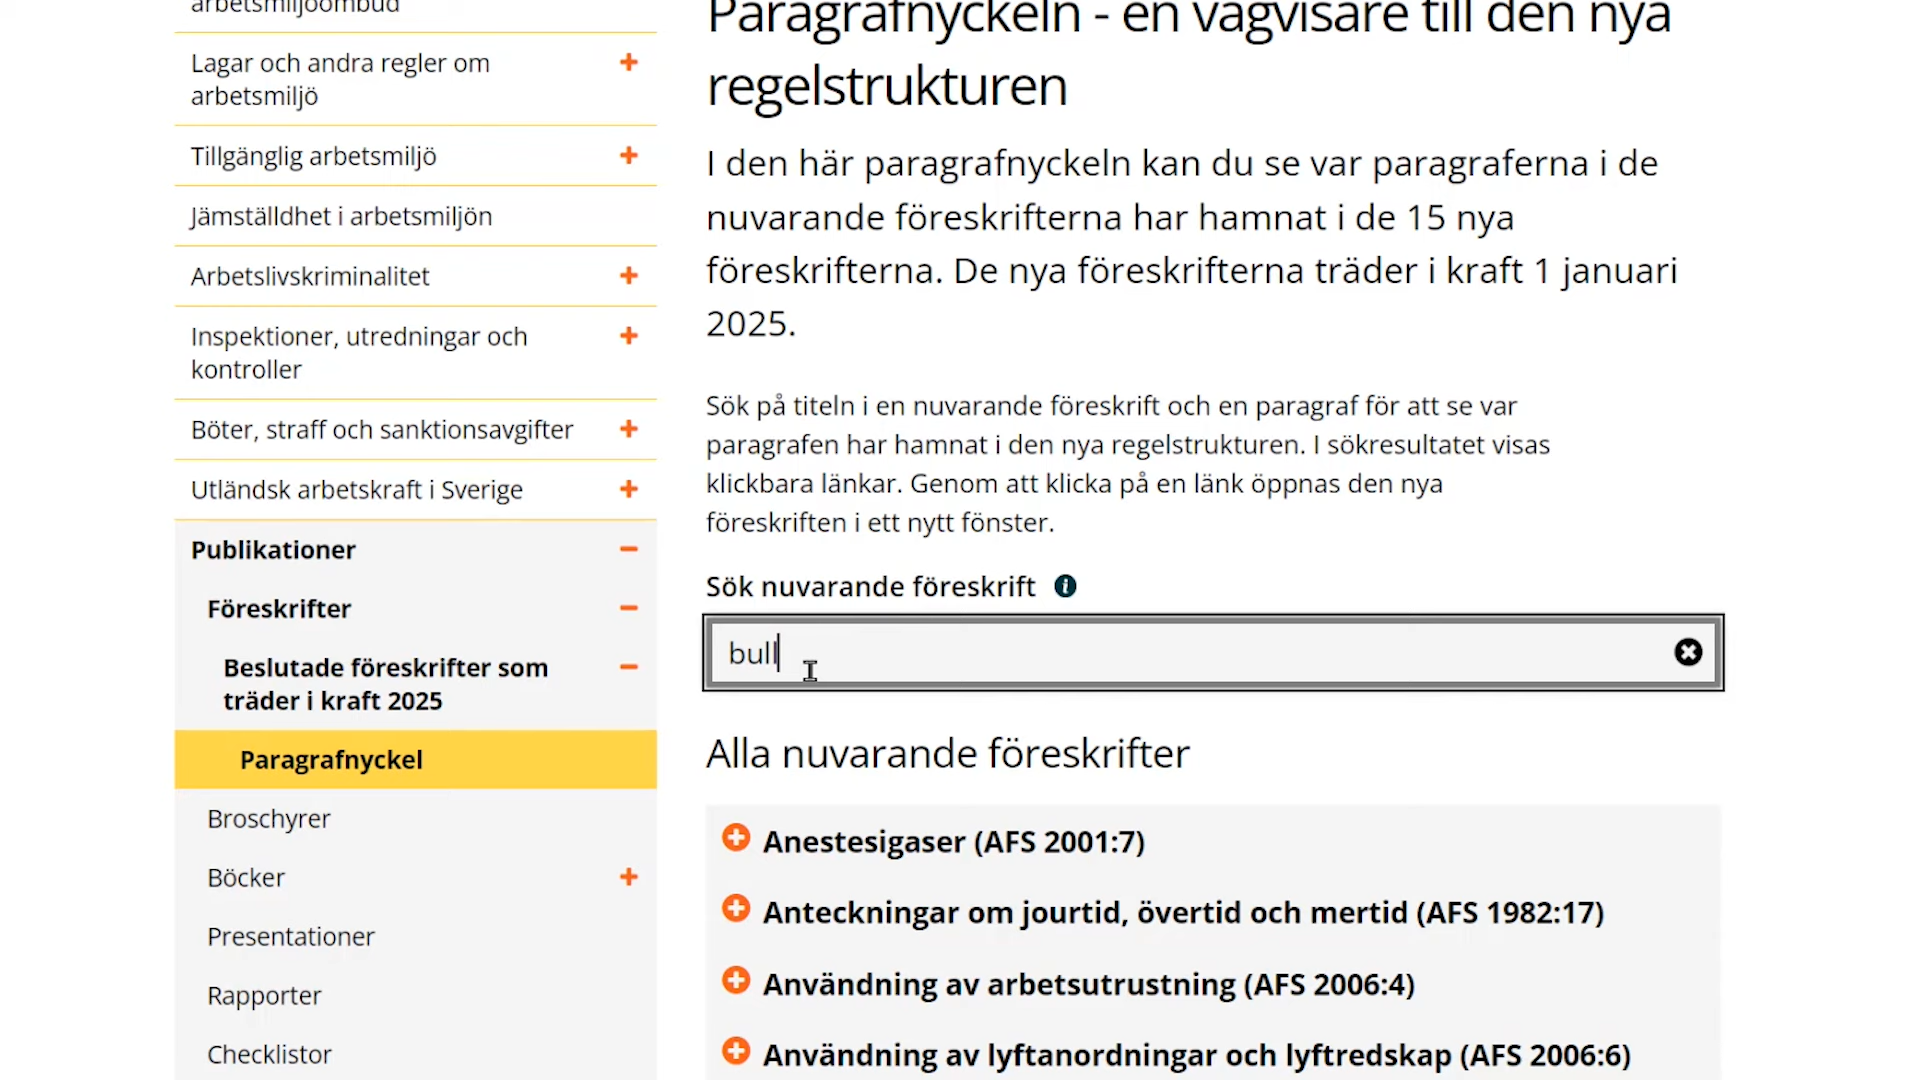 arbetsmiljöombud
Lagar och andra regler om
arbetsmiljö
Tillgänglig arbetsmiljö
Jämställdhet i arbetsmiljön
Arbetslivskriminalitet
Inspektioner, utredningar och
kontroller
Böter, straff och sanktionsavgifter
Utländsk arbetskraft i Sverige
Publikationer
Föreskrifter
Beslutade föreskrifter som
träder i kraft 2025
Paragrafnyckel
Broschyrer
Böcker
Presentationer
Rapporter
Checklistor
Paragrafnyckeln - en vägvisare till den nya
regelstrukturen
I den här paragrafnyckeln kan du se var paragraferna i de
nuvarande föreskrifterna har hamnat i de 15 nya
föreskrifterna. De nya föreskrifterna träder i kraft 1 januari
2025.
Sök på titeln i en nuvarande föreskrift och en paragraf för att se var
paragrafen har hamnat i den nya regelstrukturen. I sökresultatet visas
klickbara länkar. Genom att klicka på en länk öppnas den nya
föreskriften i ett nytt fönster.
Sök nuvarande föreskrift
bull
Alla nuvarande föreskrifter
Anestesigaser (AFS 2001:7)
Anteckningar om jourtid, övertid och mertid (AFS 1982:17)
Användning av arbetsutrustning (AFS 2006:4)
Användning av lyftanordningar och lyftredskap (AFS 2006:6)